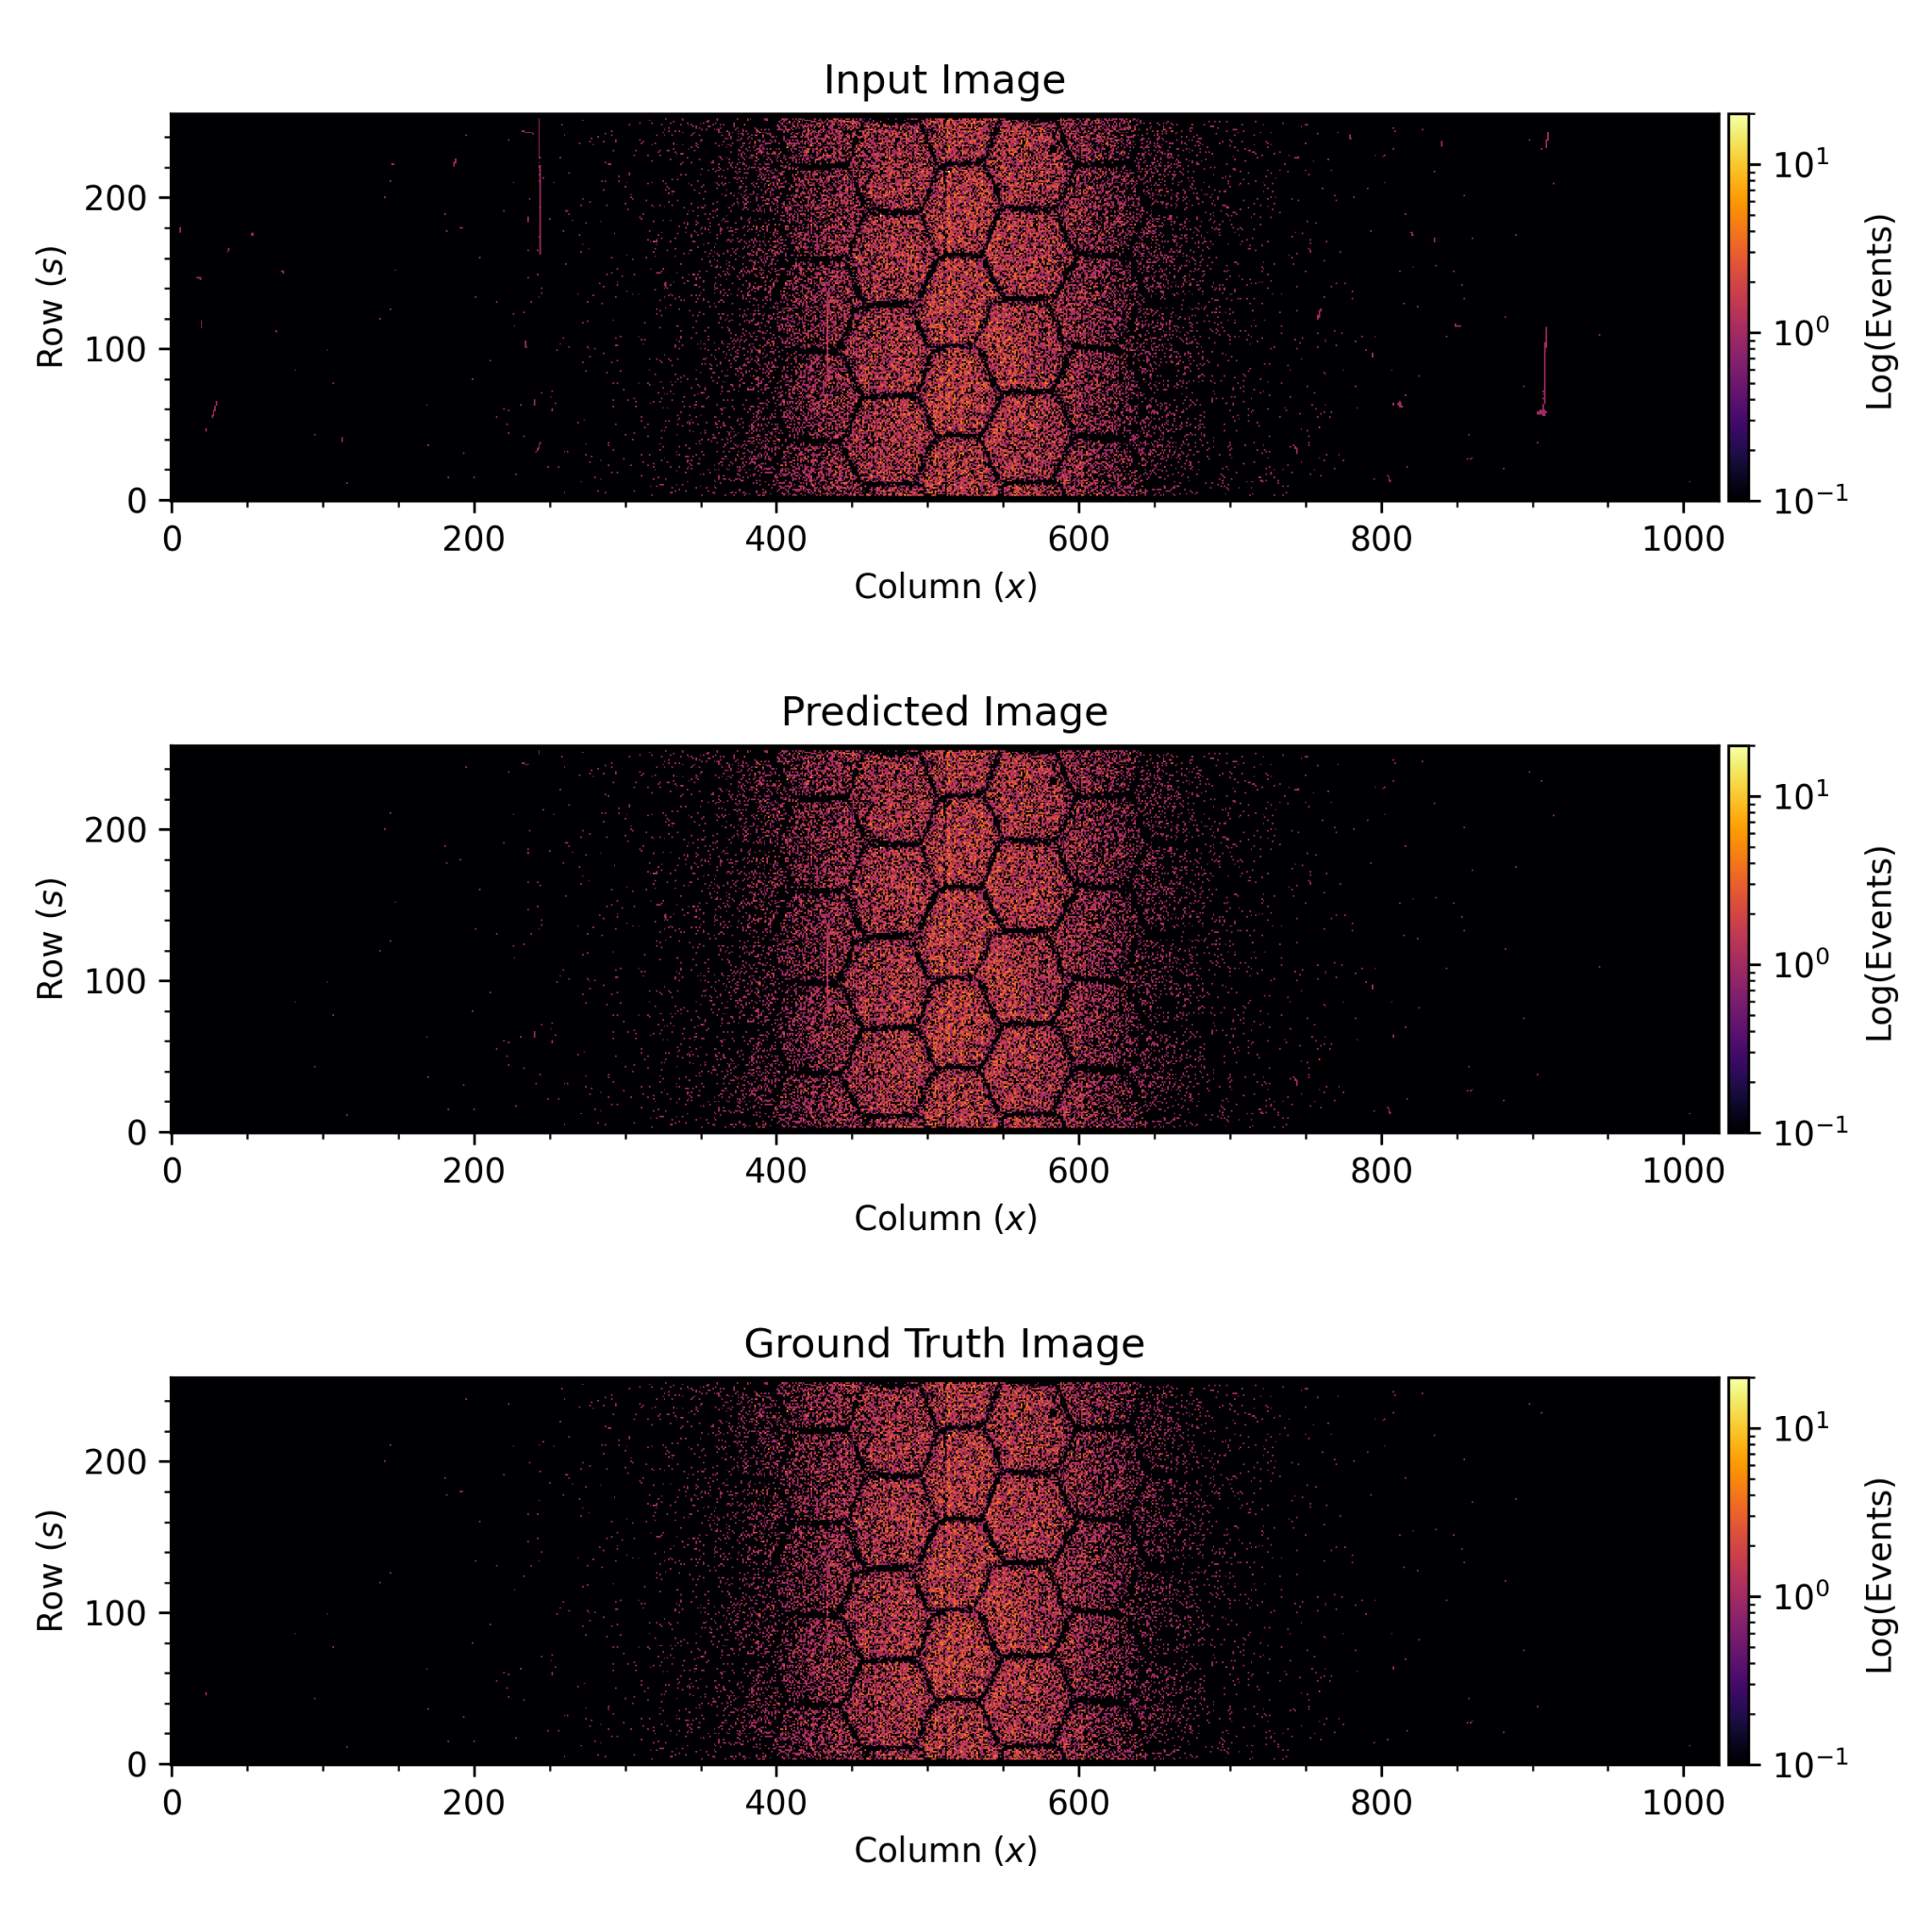 Input Image
200
100
0
Row (s)
0 200 400 600 800 1000
Column (x)
10¹
10⁰
10⁻¹
Log(Events)
Predicted Image
200
100
0
Row (s)
0 200 400 600 800 1000
Column (x)
10¹
10⁰
10⁻¹
Log(Events)
Ground Truth Image
200
100
0
Row (s)
0 200 400 600 800 1000
Column (x)
10¹
10⁰
10⁻¹
Log(Events)